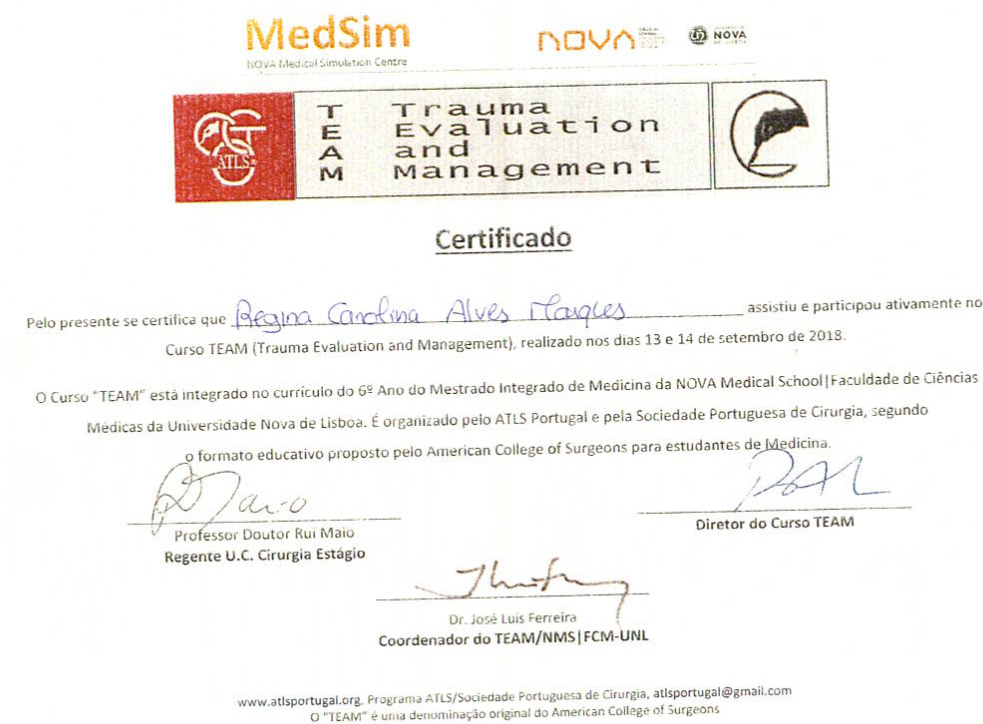 MedSim
NOVA Medical Simulation Centre
NOVA
NOVA
ATLS
T Trauma
E Evaluation
A and
M Management
Certificado
Pelo presente se certifica que Regina Carolina Alves Marques assistiu e participou ativamente no
Curso TEAM (Trauma Evaluation and Management), realizado nos dias 13 e 14 de setembro de 2018.
O Curso "TEAM" está integrado no currículo do 6º Ano do Mestrado Integrado de Medicina da NOVA Medical School|Faculdade de Ciências
Médicas da Universidade Nova de Lisboa. É organizado pelo ATLS Portugal e pela Sociedade Portuguesa de Cirurgia, segundo
o formato educativo proposto pelo American College of Surgeons para estudantes de Medicina.
Professor Doutor Rui Maio
Regente U.C. Cirurgia Estágio
Diretor do Curso TEAM
Dr. José Luís Ferreira
Coordenador do TEAM/NMS|FCM-UNL
www.atlsportugal.org, Programa ATLS/Sociedade Portuguesa de Cirurgia, atlsportugal@gmail.com
O "TEAM" é uma denominação original do American College of Surgeons